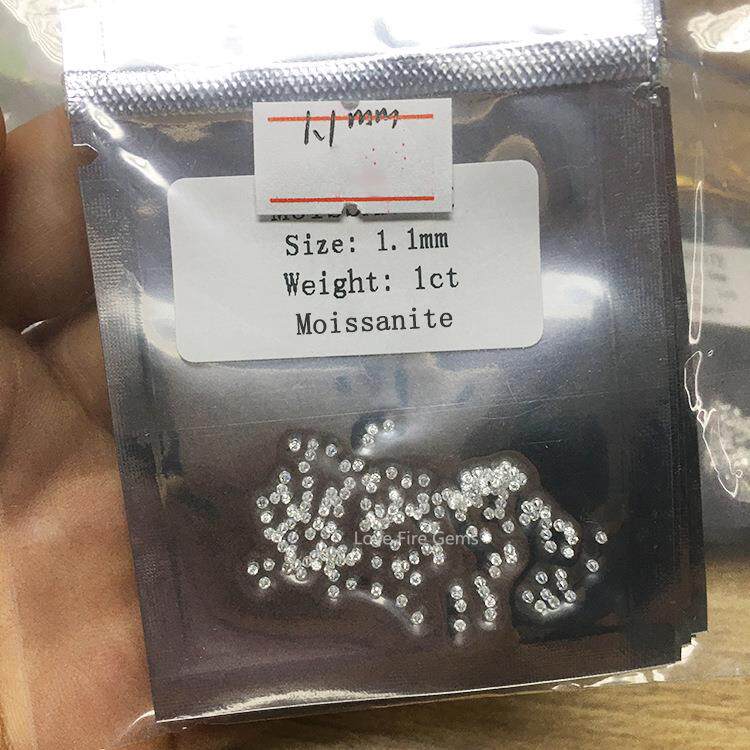 1.1mm
Size: 1.1mm
Weight: 1ct
Moissanite
Love Fire Gems